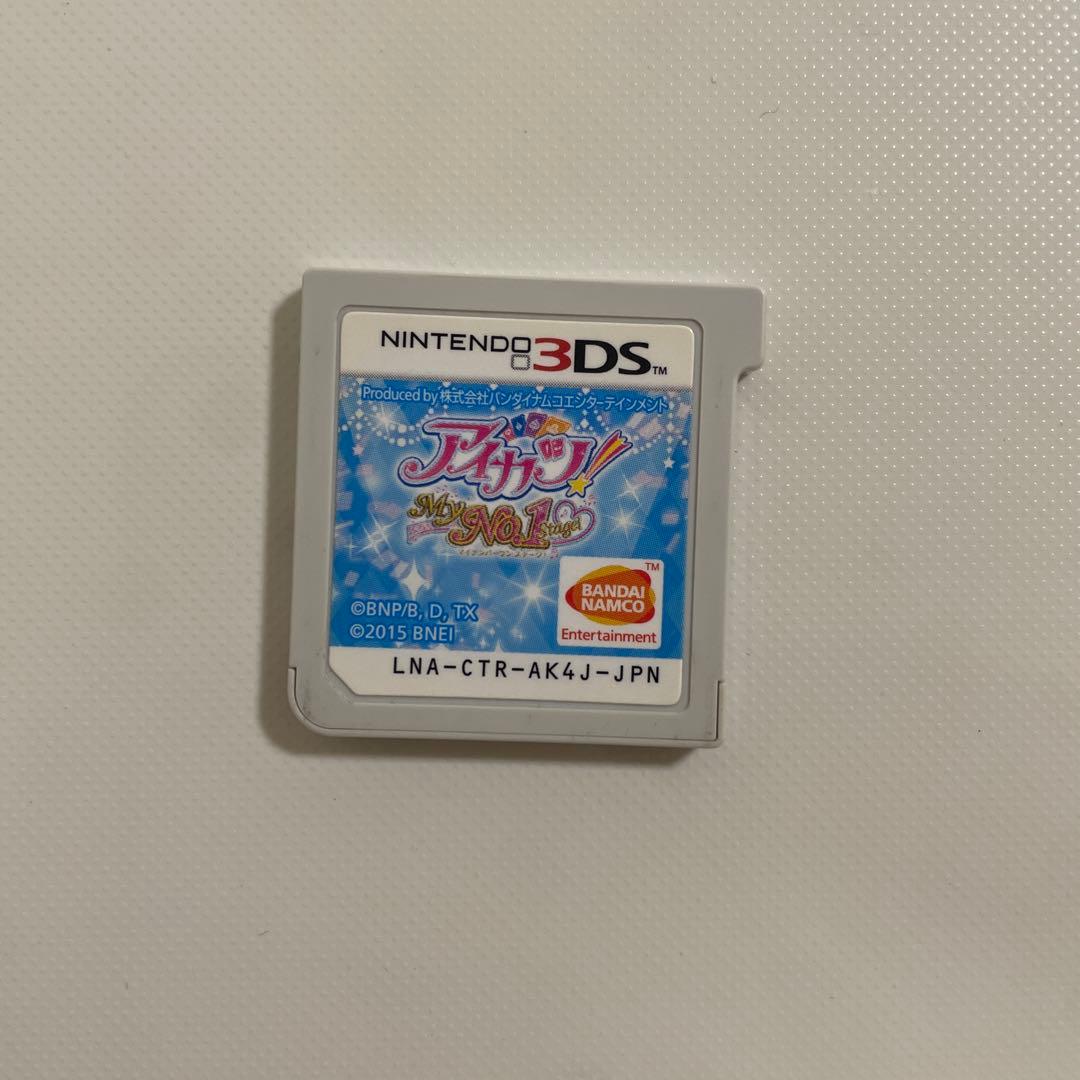 NINTENDO 3DS™
Produced by 株式会社バンダイナムコエンターテインメント
アイカツ!
My No.1 Stage!
マイナンバーワンステージ!
©BNP/B, D, TX
©2015 BNEI
BANDAI
NAMCO
™
Entertainment
LNA-CTR-AK4J-JPN